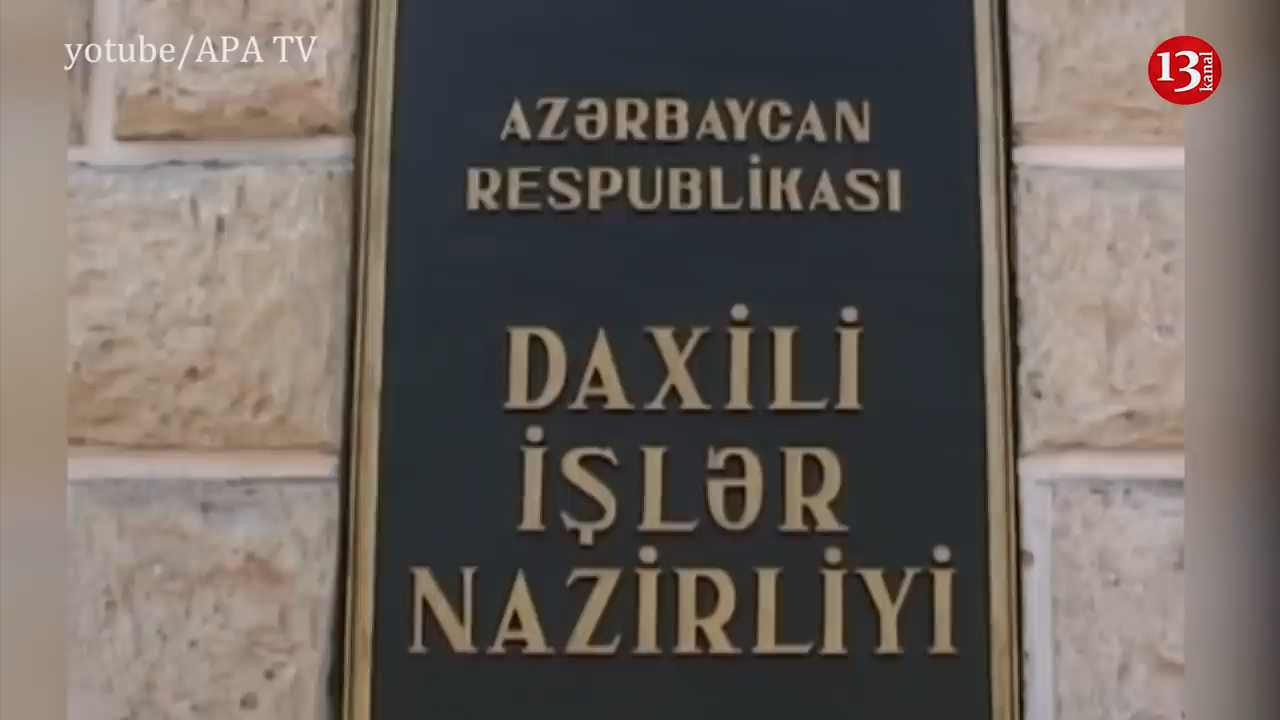 yotube/APA TV
13 kanal
AZƏRBAYCAN
RESPUBLİKASI
DAXİLİ
İŞLƏR
NAZİRLİYİ